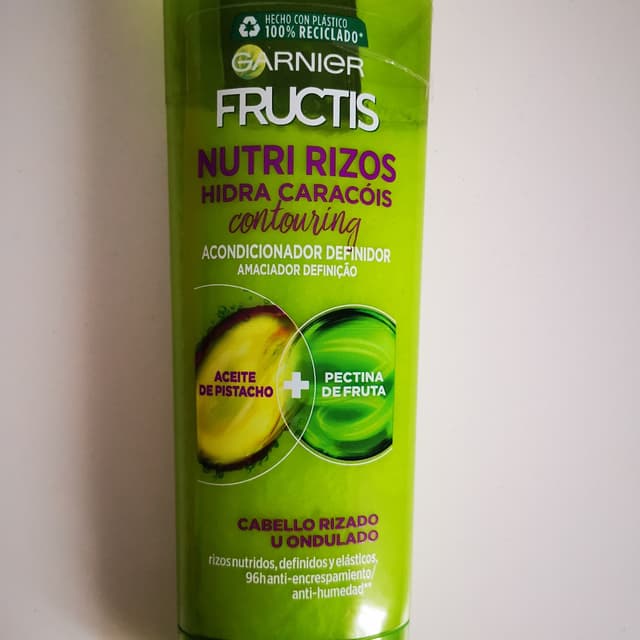 HECHO CON PLÁSTICO
100% RECICLADO*
GARNIER
FRUCTIS
NUTRI RIZOS
HIDRA CARACÓIS
contouring
ACONDICIONADOR DEFINIDOR
AMACIADOR DEFINIÇÃO
ACEITE
DE PISTACHO
+
PECTINA
DE FRUTA
CABELLO RIZADO
U ONDULADO
rizos nutridos, definidos y elásticos,
96h anti-encrespamiento/
anti-humedad**